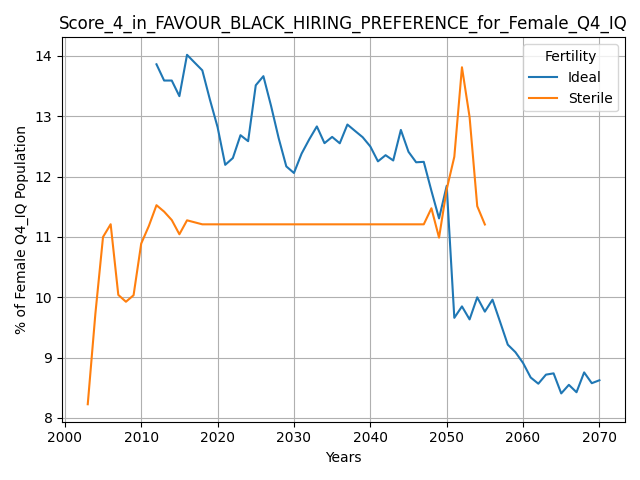 Score_4_in_FAVOUR_BLACK_HIRING_PREFERENCE_for_Female_Q4_IQ
Fertility
Ideal
Sterile
% of Female Q4_IQ Population
14
13
12
11
10
9
8
2000 2010 2020 2030 2040 2050 2060 2070
Years